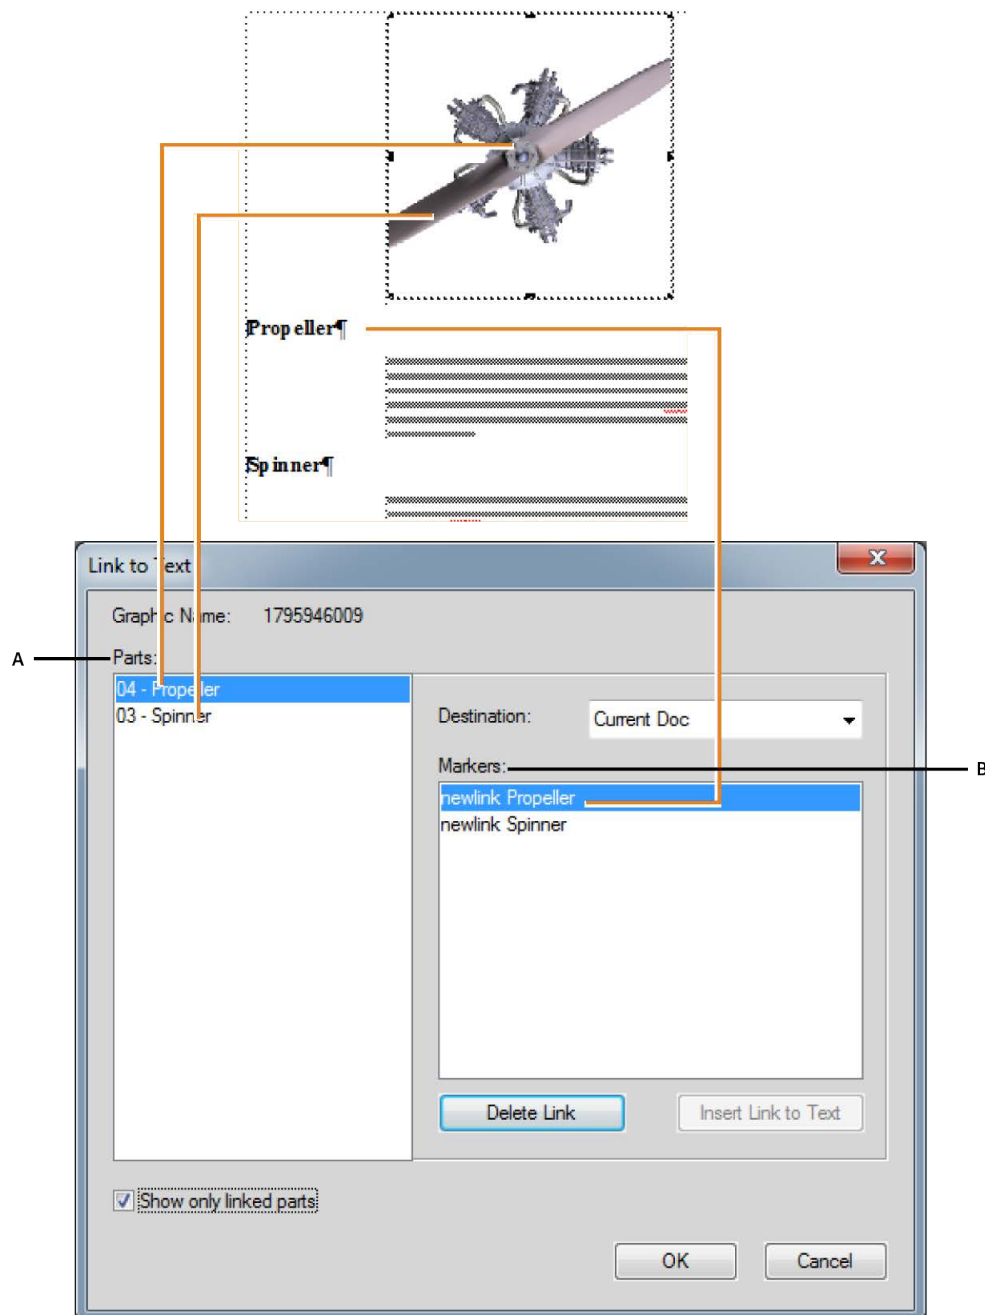 Propeller¶
Spinner¶
Link to Text
Graphic Name: 1795946009
A
Parts:
04 - Propeller
03 - Spinner
Destination: Current Doc
Markers:
B
newlink Propeller
newlink Spinner
Delete Link
Insert Link to Text
Show only linked parts
OK
Cancel